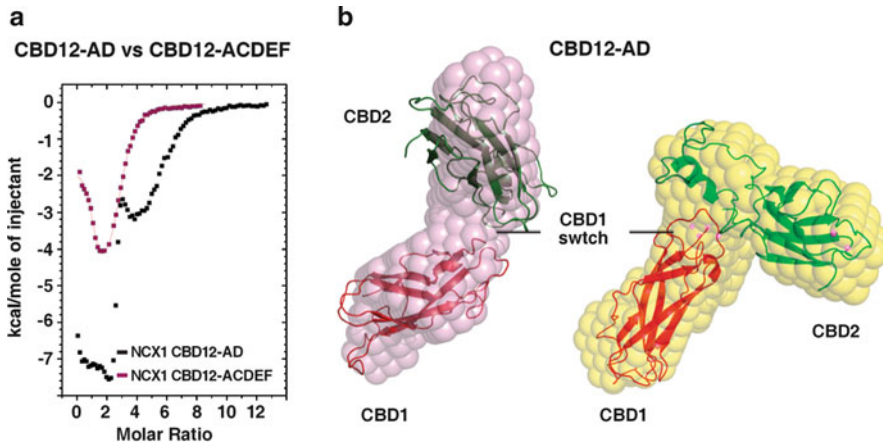 a
CBD12-AD vs CBD12-ACDEF
0
-1
-2
-3
-4
-5
-6
-7
kcal/mole of injectant
NCX1 CBD12-AD
NCX1 CBD12-ACDEF
0 2 4 6 8 10 12
Molar Ratio
b
CBD12-AD
CBD2
CBD1
swtch
CBD1
CBD2
CBD1